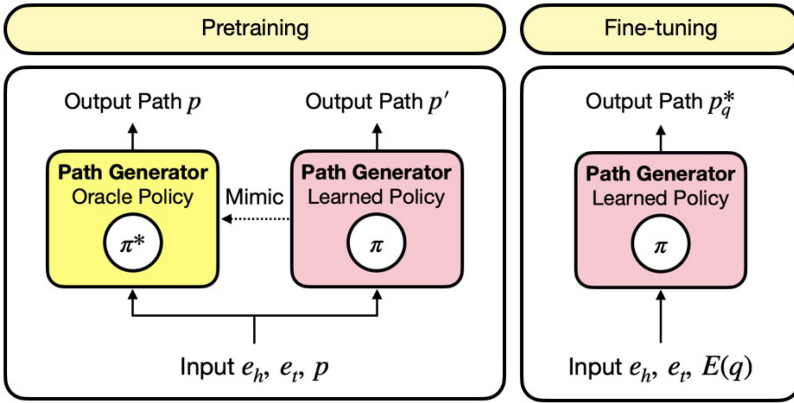 Pretraining
Fine-tuning
Output Path p
Output Path p′
Output Path p*q
Path Generator
Oracle Policy
π*
Mimic
Path Generator
Learned Policy
π
Path Generator
Learned Policy
π
Input e_h, e_t, p
Input e_h, e_t, E(q)